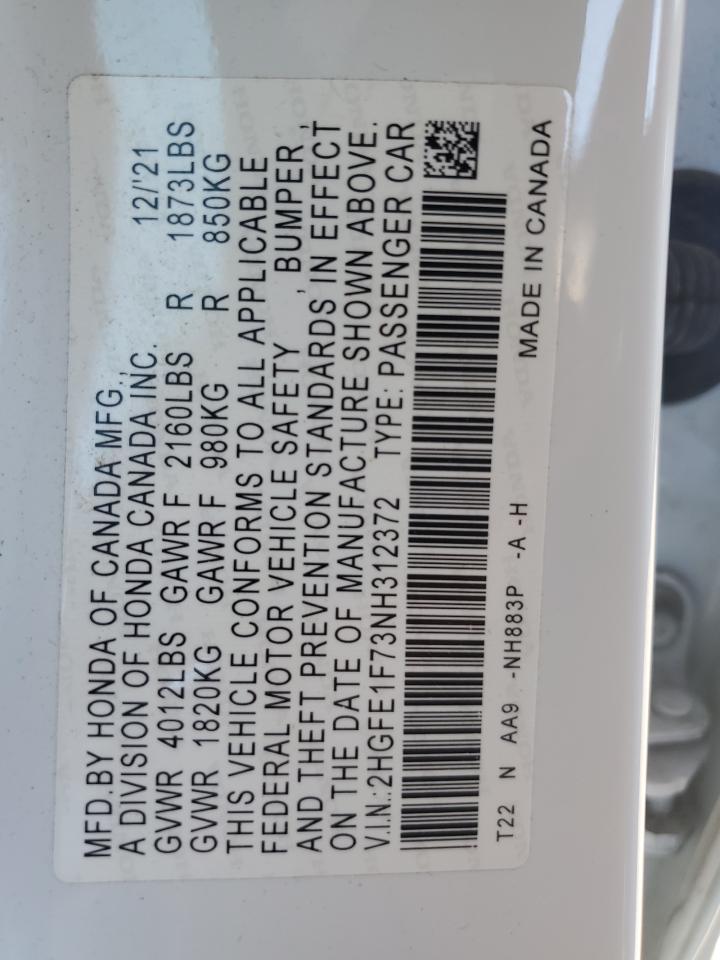 MFD.BY HONDA OF CANADA MFG.,
A DIVISION OF HONDA CANADA INC. 12/'21
GVWR 4012LBS GAWR F 2160LBS R 1873LBS
GVWR 1820KG GAWR F 980KG R 850KG
THIS VEHICLE CONFORMS TO ALL APPLICABLE
FEDERAL MOTOR VEHICLE SAFETY , BUMPER ,
AND THEFT PREVENTION STANDARDS IN EFFECT
ON THE DATE OF MANUFACTURE SHOWN ABOVE.
V.I.N.:2HGFE1F73NH312372 TYPE: PASSENGER CAR
T22 N AA9 -NH883P -A -H
MADE IN CANADA